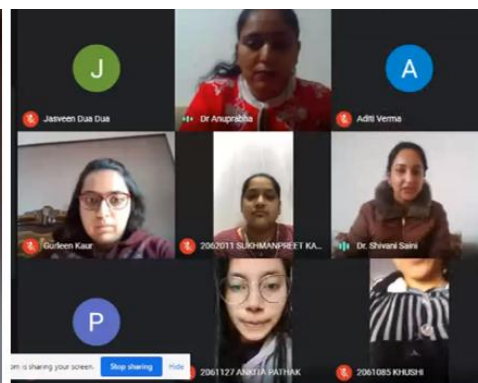 J
A
Jasveen Dua Dua
Dr Anuprabha
Aditi Verma
Gurleen Kaur
2062011 SUKHMANPREET KA...
Dr. Shivani Saini
P
om is sharing your screen.
Stop sharing
Hide
2061127 ANKITA PATHAK
2061085 KHUSHI